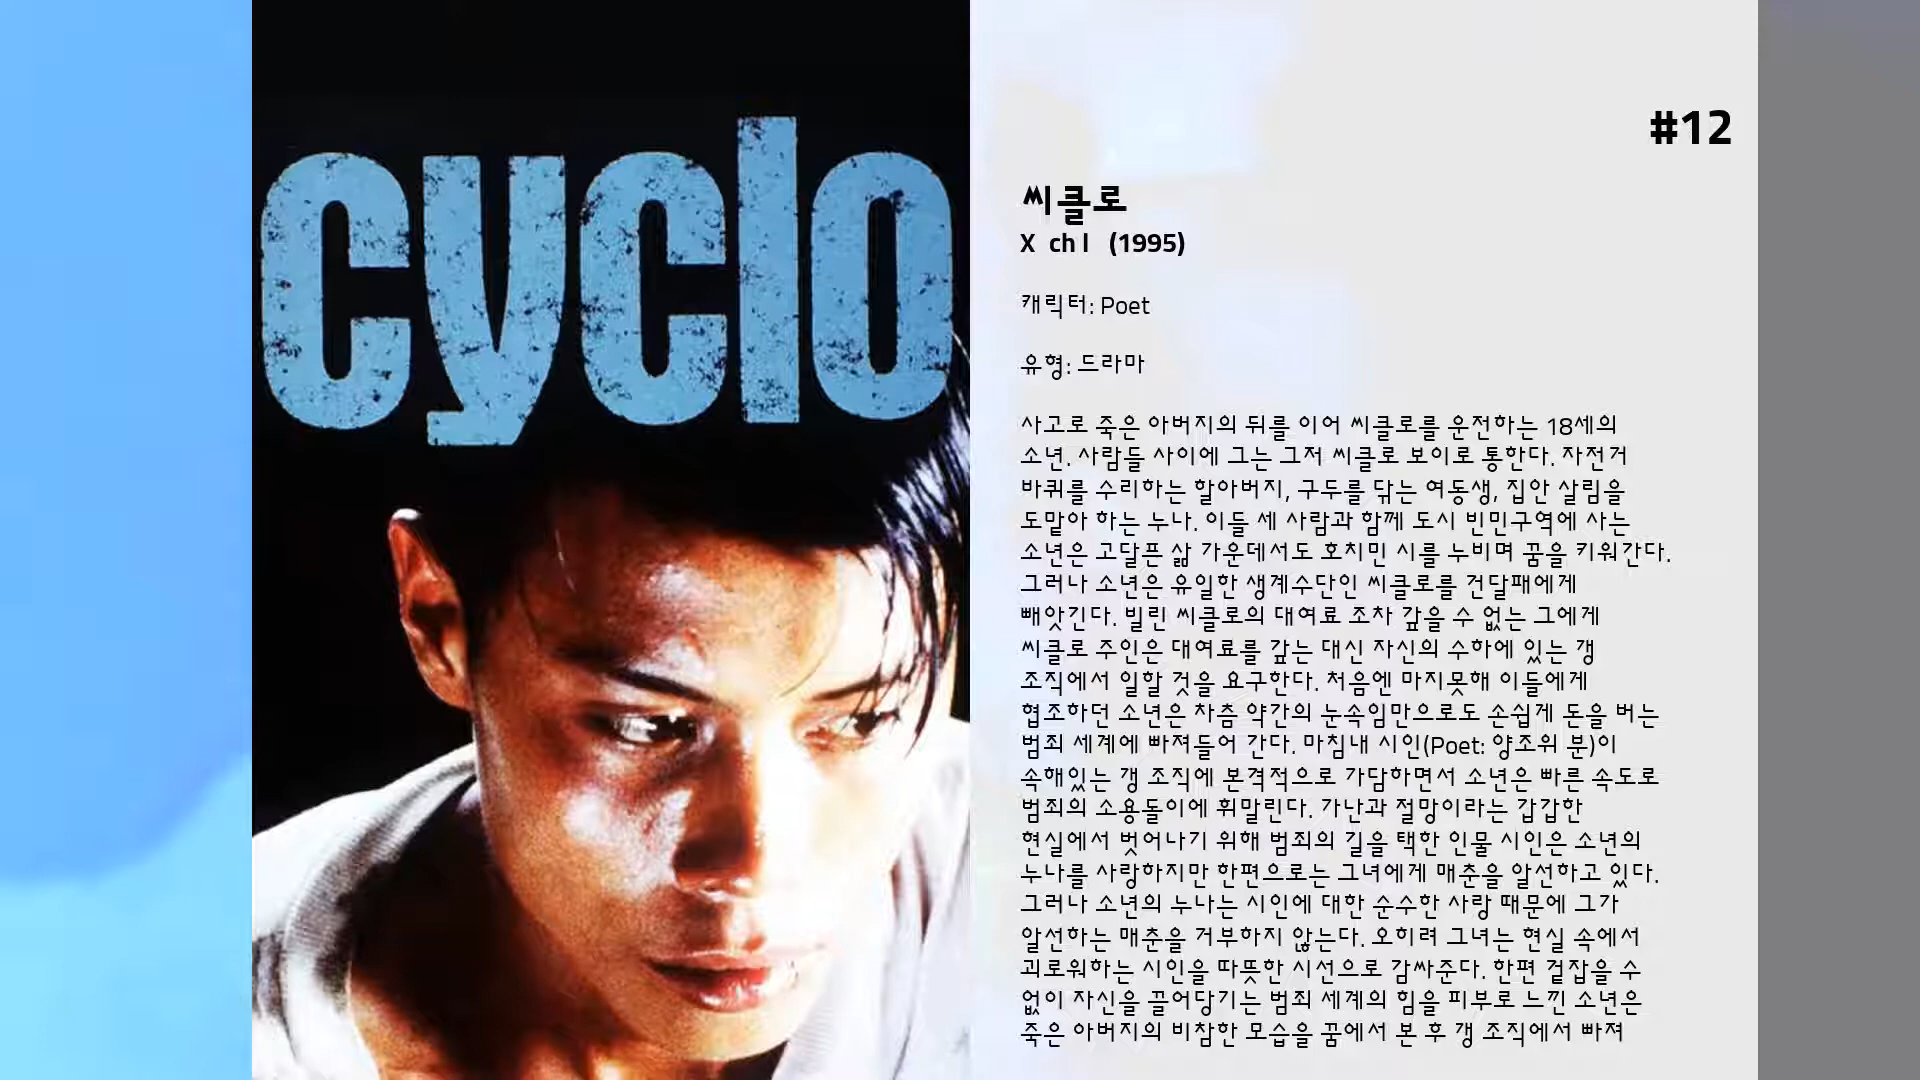 cyclo
#12
씨클로
X ch l (1995)
캐릭터: Poet
유형: 드라마
사고로 죽은 아버지의 뒤를 이어 씨클로를 운전하는 18세의
소년. 사람들 사이에 그는 그저 씨클로 보이로 통한다. 자전거
바퀴를 수리하는 할아버지, 구두를 닦는 여동생, 집안 살림을
도맡아 하는 누나. 이들 세 사람과 함께 도시 빈민구역에 사는
소년은 고달픈 삶 가운데서도 호치민 시를 누비며 꿈을 키워간다.
그러나 소년은 유일한 생계수단인 씨클로를 건달패에게
빼앗긴다. 빌린 씨클로의 대여료 조차 갚을 수 없는 그에게
씨클로 주인은 대여료를 갚는 대신 자신의 수하에 있는 갱
조직에서 일할 것을 요구한다. 처음엔 마지못해 이들에게
협조하던 소년은 차츰 약간의 눈속임만으로도 손쉽게 돈을 버는
범죄 세계에 빠져들어 간다. 마침내 시인(Poet: 양조위 분)이
속해있는 갱 조직에 본격적으로 가담하면서 소년은 빠른 속도로
범죄의 소용돌이에 휘말린다. 가난과 절망이라는 갑갑한
현실에서 벗어나기 위해 범죄의 길을 택한 인물 시인은 소년의
누나를 사랑하지만 한편으로는 그녀에게 매춘을 알선하고 있다.
그러나 소년의 누나는 시인에 대한 순수한 사랑 때문에 그가
알선하는 매춘을 거부하지 않는다. 오히려 그녀는 현실 속에서
괴로워하는 시인을 따뜻한 시선으로 감싸준다. 한편 겉잡을 수
없이 자신을 끌어당기는 범죄 세계의 힘을 피부로 느낀 소년은
죽은 아버지의 비참한 모습을 꿈에서 본 후 갱 조직에서 빠져